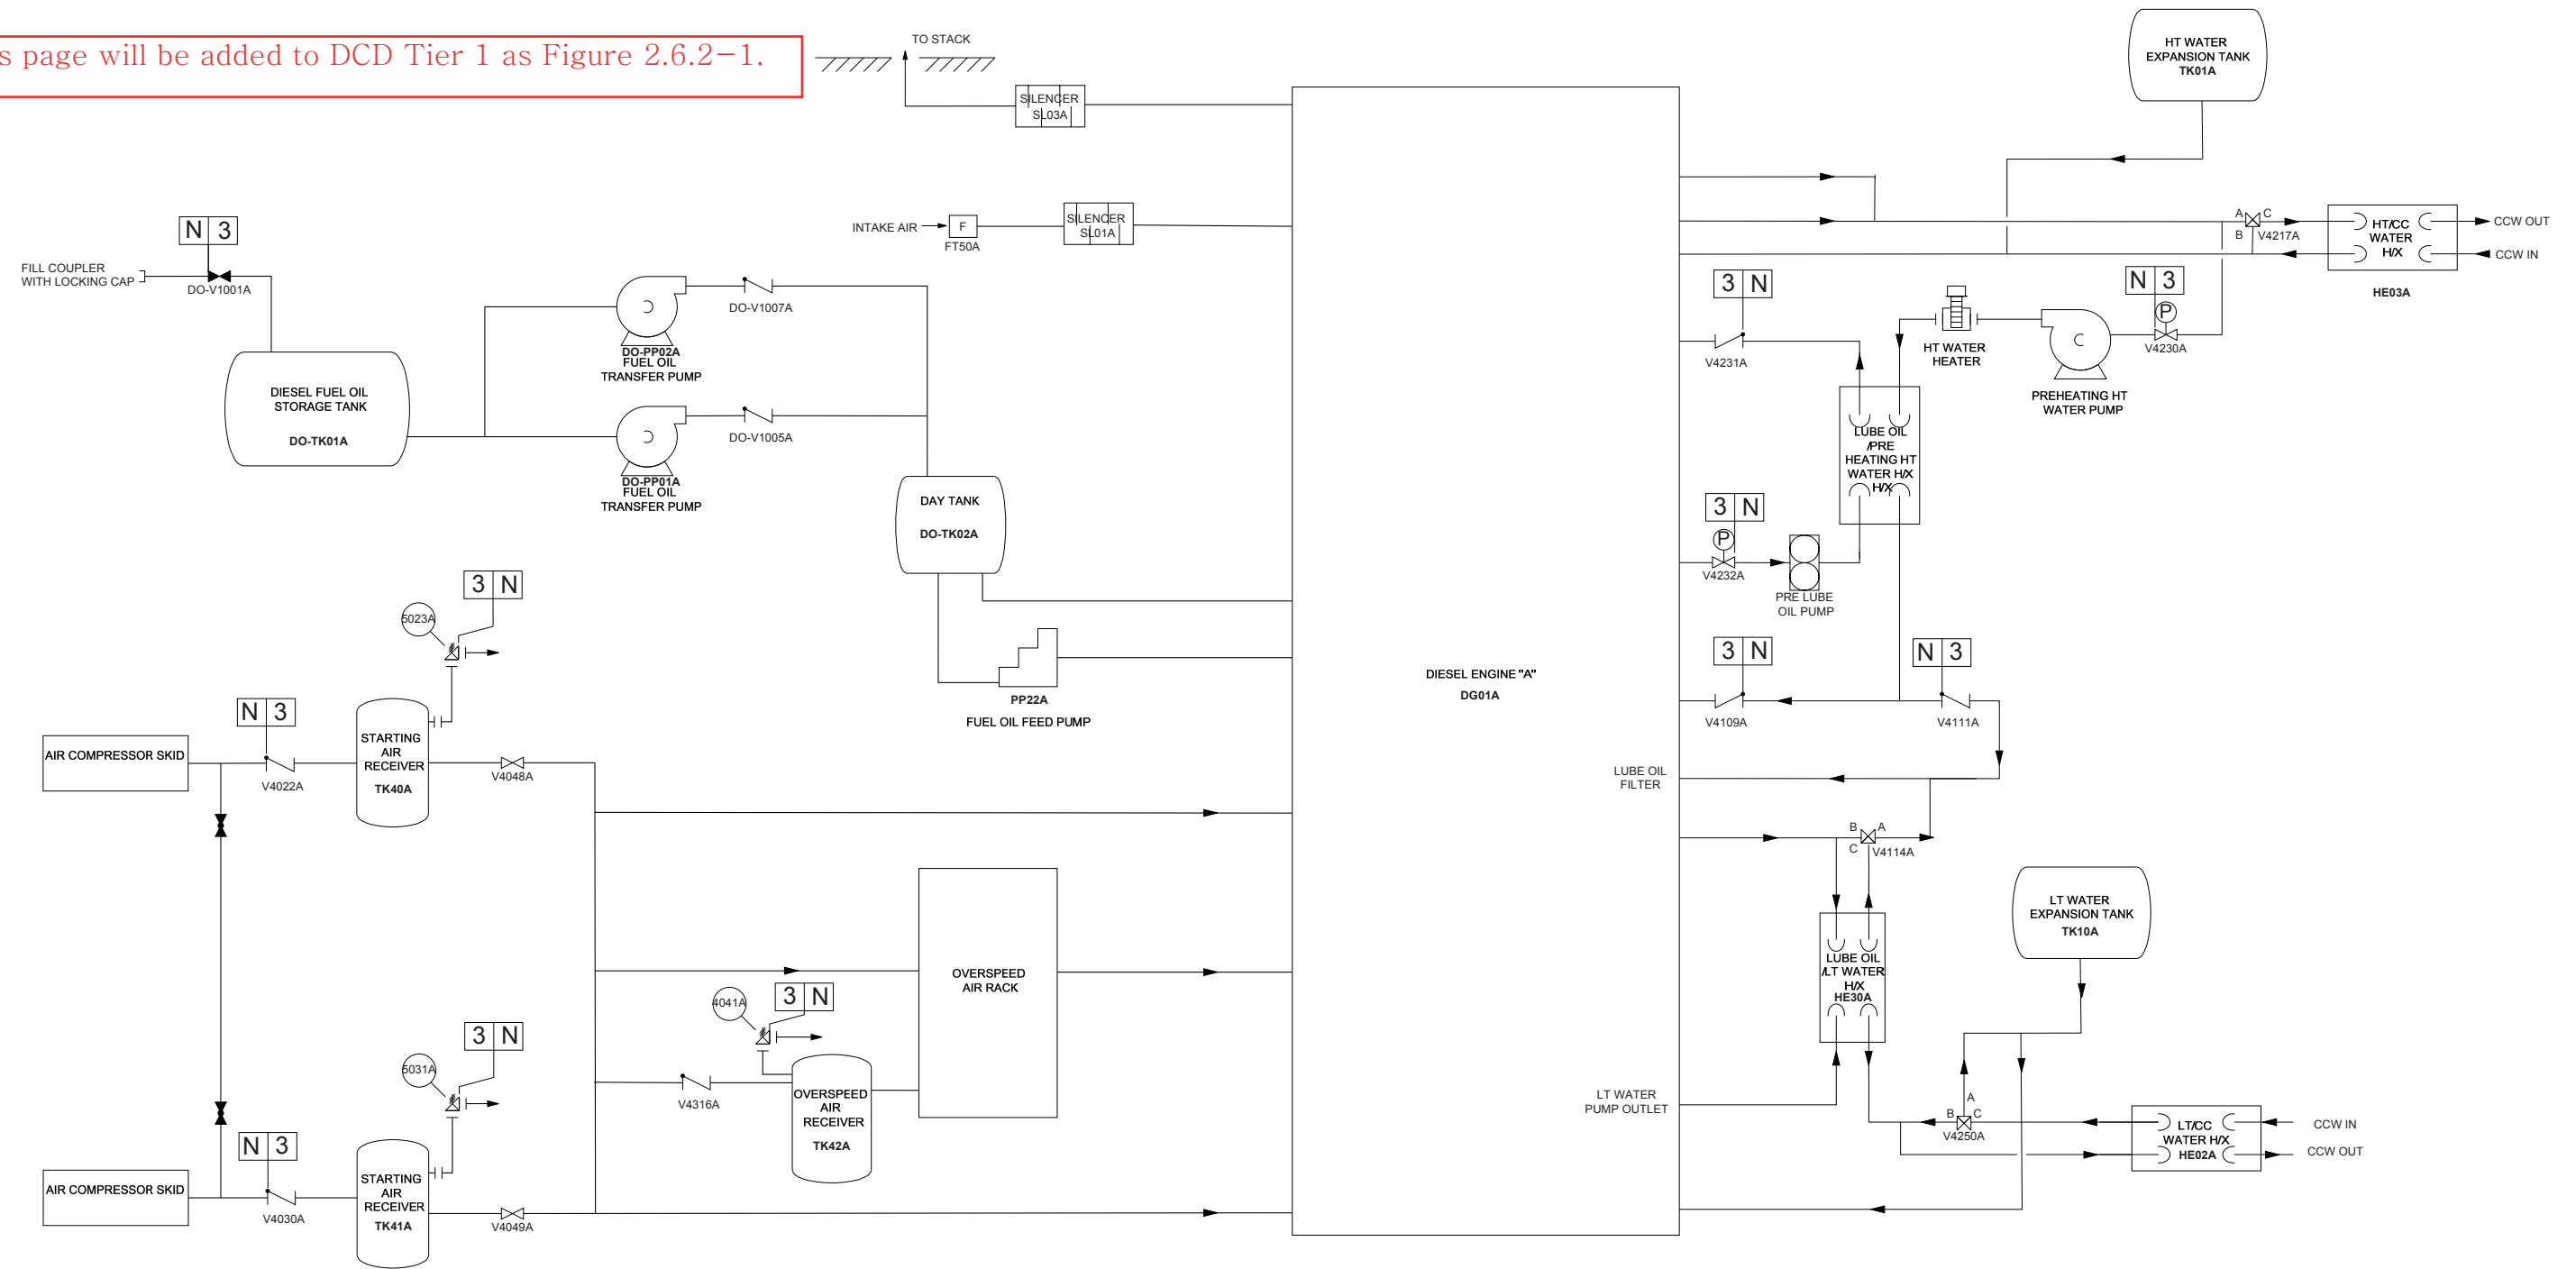 s page will be added to DCD Tier 1 as Figure 2.6.2-1.
TO STACK
SILENCER
SL03A
INTAKE AIR
F
FT50A
SILENCER
SL01A
N 3
FILL COUPLER
WITH LOCKING CAP
DO-V1001A
DIESEL FUEL OIL
STORAGE TANK
DO-TK01A
DO-PP02A
FUEL OIL
TRANSFER PUMP
DO-V1007A
DO-PP01A
FUEL OIL
TRANSFER PUMP
DO-V1005A
DAY TANK
DO-TK02A
PP22A
FUEL OIL FEED PUMP
3 N
5023A
N 3
AIR COMPRESSOR SKID
V4022A
STARTING
AIR
RECEIVER
TK40A
V4048A
OVERSPEED
AIR RACK
3 N
4041A
V4316A
OVERSPEED
AIR
RECEIVER
TK42A
3 N
5031A
N 3
AIR COMPRESSOR SKID
V4030A
STARTING
AIR
RECEIVER
TK41A
V4049A
DIESEL ENGINE "A"
DG01A
HT WATER
EXPANSION TANK
TK01A
A C
B V4217A
HT/CC
WATER
H/X
HE03A
CCW OUT
CCW IN
3 N
V4231A
HT WATER
HEATER
C
PREHEATING HT
WATER PUMP
N 3
P
V4230A
LUBE OIL
/PRE
HEATING HT
WATER H/X
H/X
3 N
P
V4232A
PRE LUBE
OIL PUMP
3 N
V4109A
N 3
V4111A
LUBE OIL
FILTER
B A
C V4114A
LUBE OIL
/LT WATER
H/X
HE30A
LT WATER
EXPANSION TANK
TK10A
LT WATER
PUMP OUTLET
A
B C
V4250A
LT/CC
WATER H/X
HE02A
CCW IN
CCW OUT